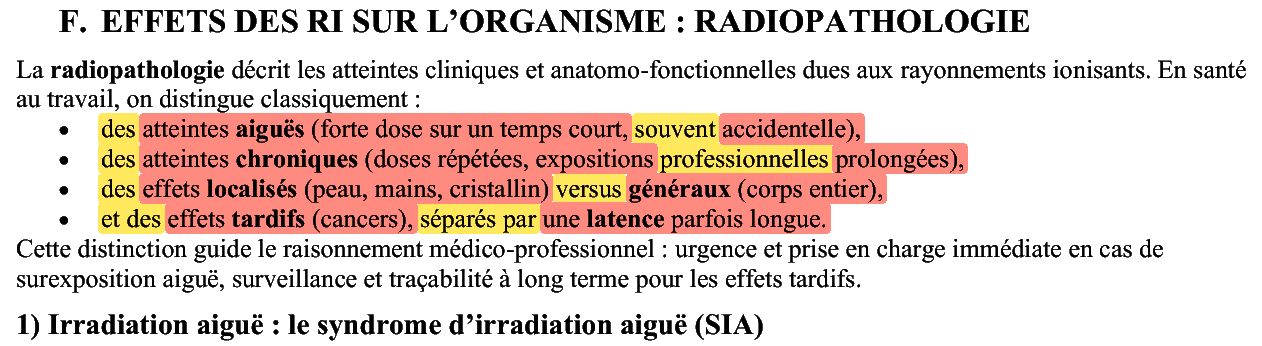 F. EFFETS DES RI SUR L’ORGANISME : RADIOPATHOLOGIE
La radiopathologie décrit les atteintes cliniques et anatomo-fonctionnelles dues aux rayonnements ionisants. En santé
au travail, on distingue classiquement :
• des atteintes aiguës (forte dose sur un temps court, souvent accidentelle),
• des atteintes chroniques (doses répétées, expositions professionnelles prolongées),
• des effets localisés (peau, mains, cristallin) versus généraux (corps entier),
• et des effets tardifs (cancers), séparés par une latence parfois longue.
Cette distinction guide le raisonnement médico-professionnel : urgence et prise en charge immédiate en cas de
surexposition aiguë, surveillance et traçabilité à long terme pour les effets tardifs.
1) Irradiation aiguë : le syndrome d’irradiation aiguë (SIA)